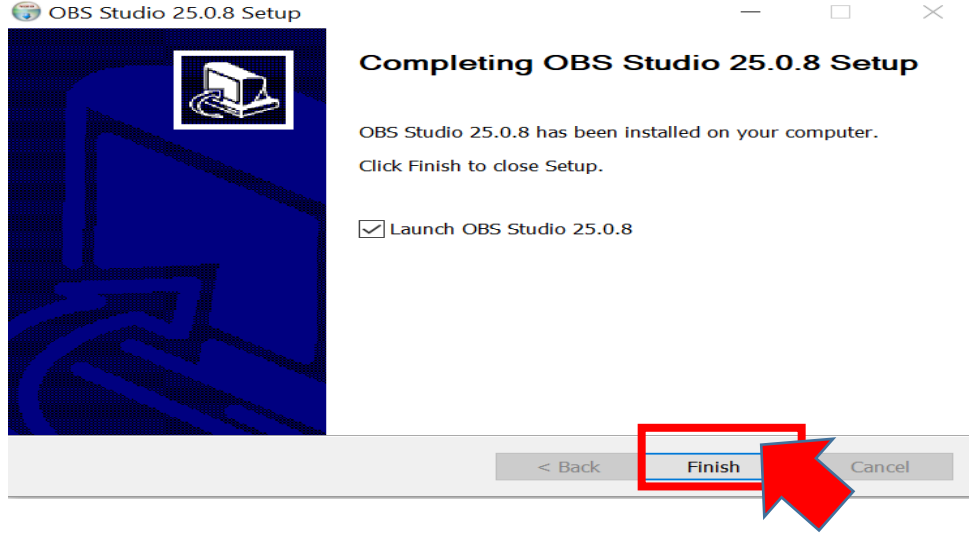 OBS Studio 25.0.8 Setup
Completing OBS Studio 25.0.8 Setup
OBS Studio 25.0.8 has been installed on your computer.
Click Finish to close Setup.
Launch OBS Studio 25.0.8
< Back
Finish
Cancel